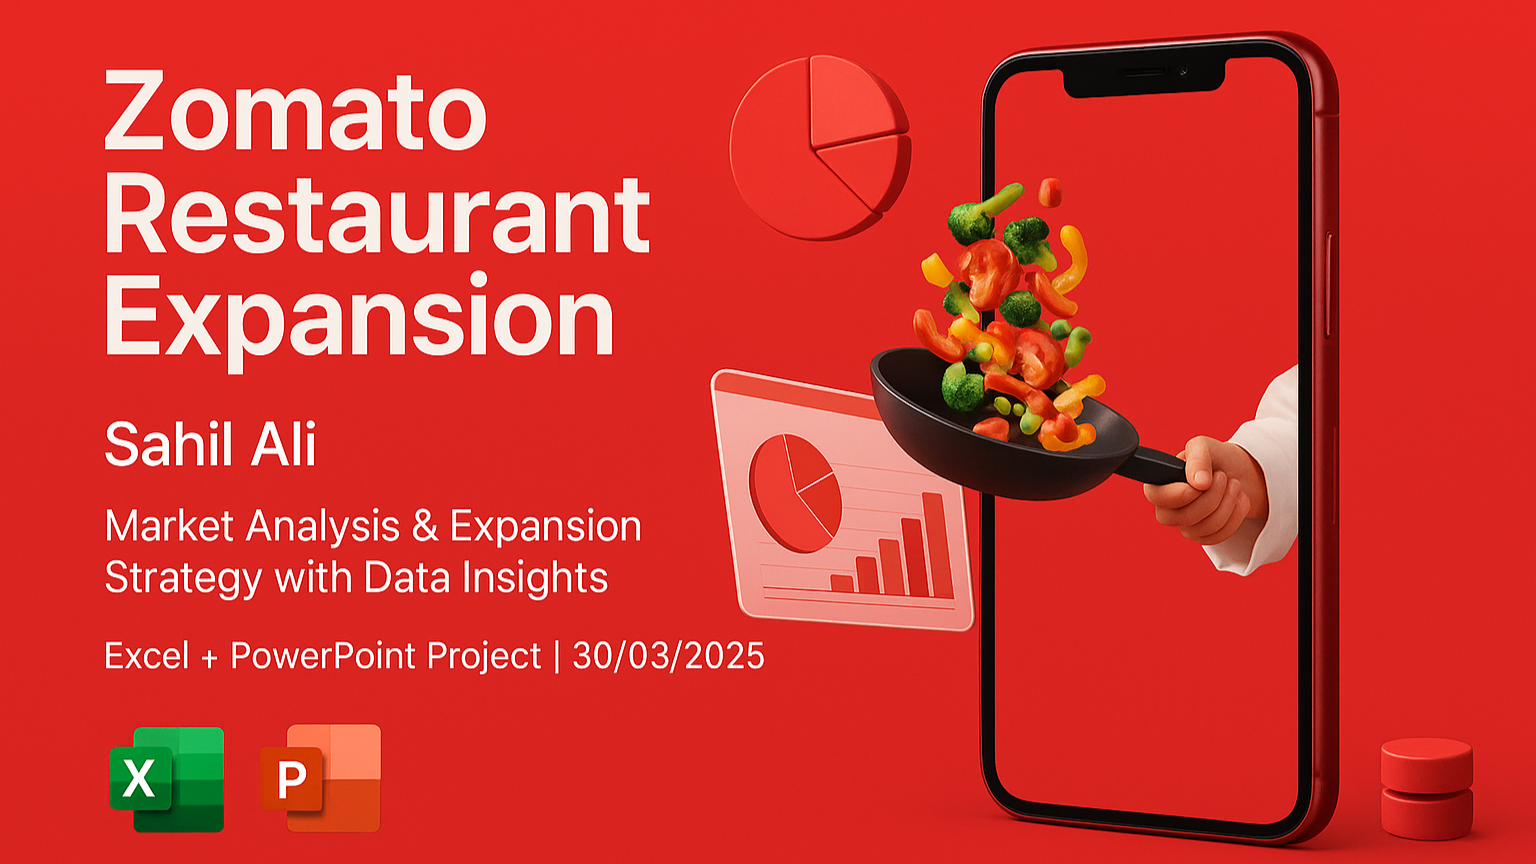 Zomato
Restaurant
Expansion
Sahil Ali
Market Analysis & Expansion
Strategy with Data Insights
Excel + PowerPoint Project | 30/03/2025
X
P